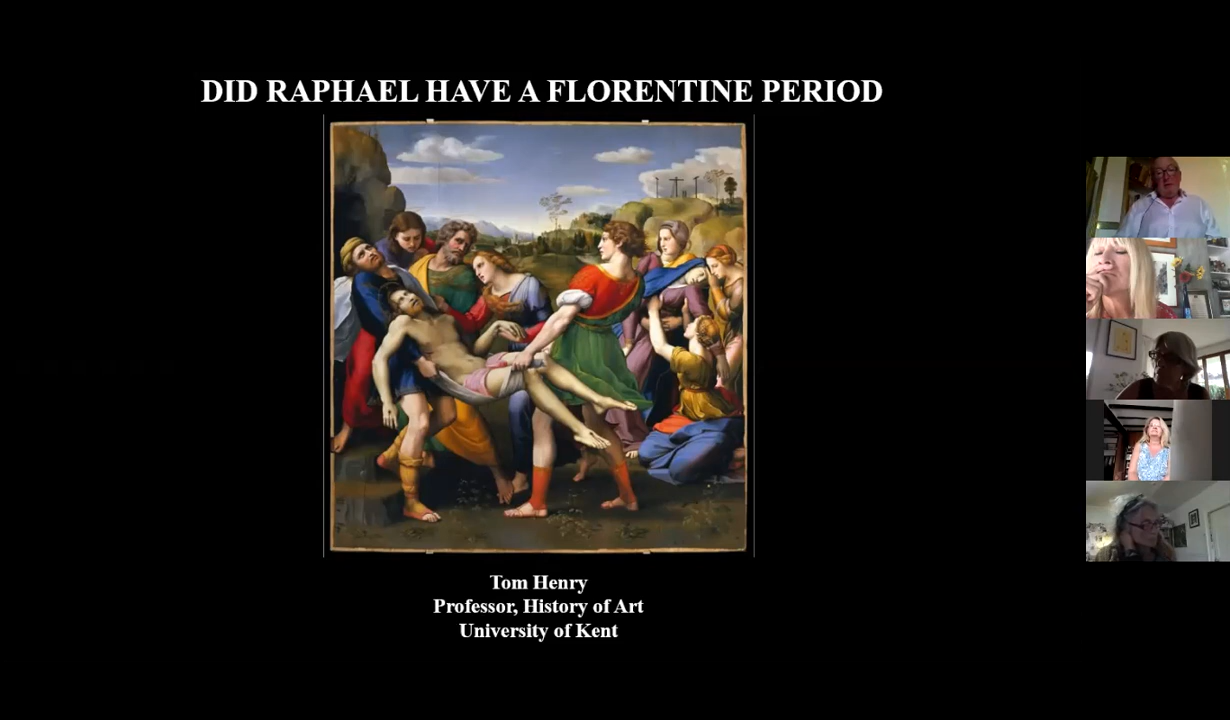 DID RAPHAEL HAVE A FLORENTINE PERIOD
Tom Henry
Professor, History of Art
University of Kent